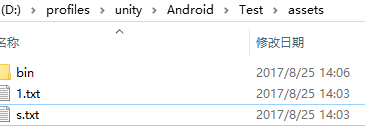 (D:) > profiles > unity > Android > Test > assets
名称 修改日期
bin 2017/8/25 14:06
1.txt 2017/8/25 14:03
s.txt 2017/8/25 14:03